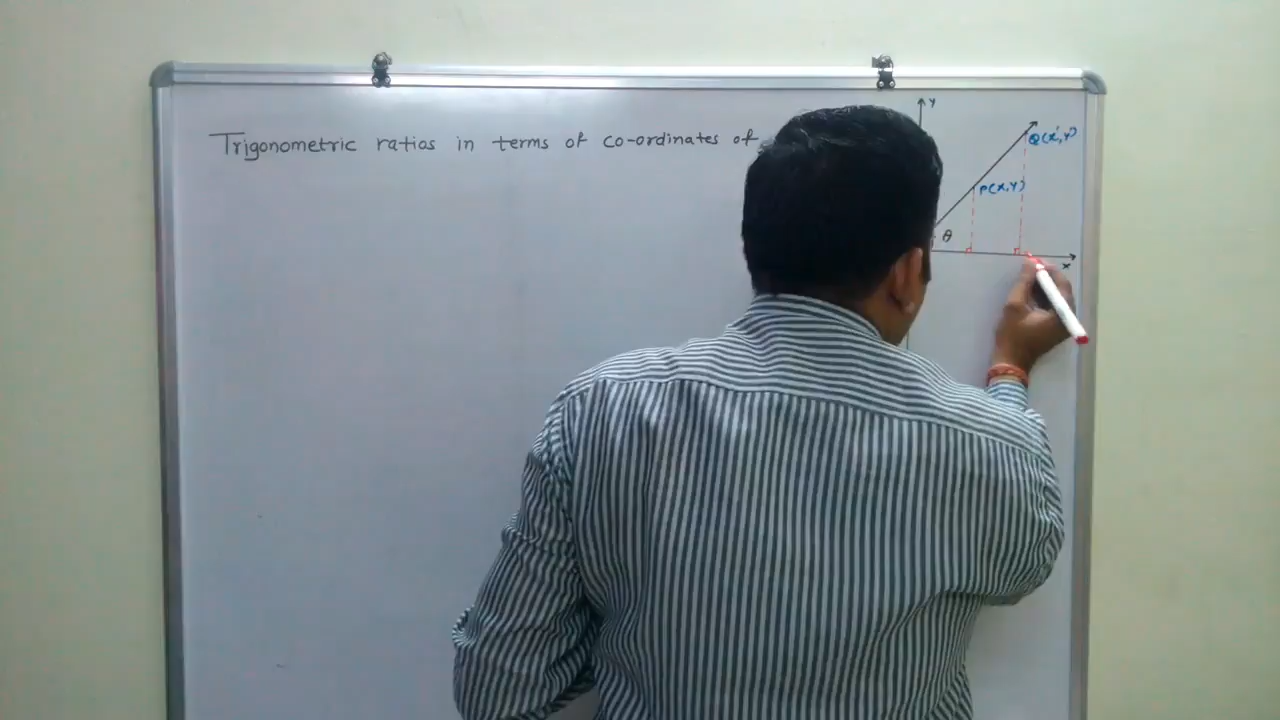 Trigonometric ratios in terms of co-ordinates of
Y
Q(x',y')
P(x,y)
θ
X